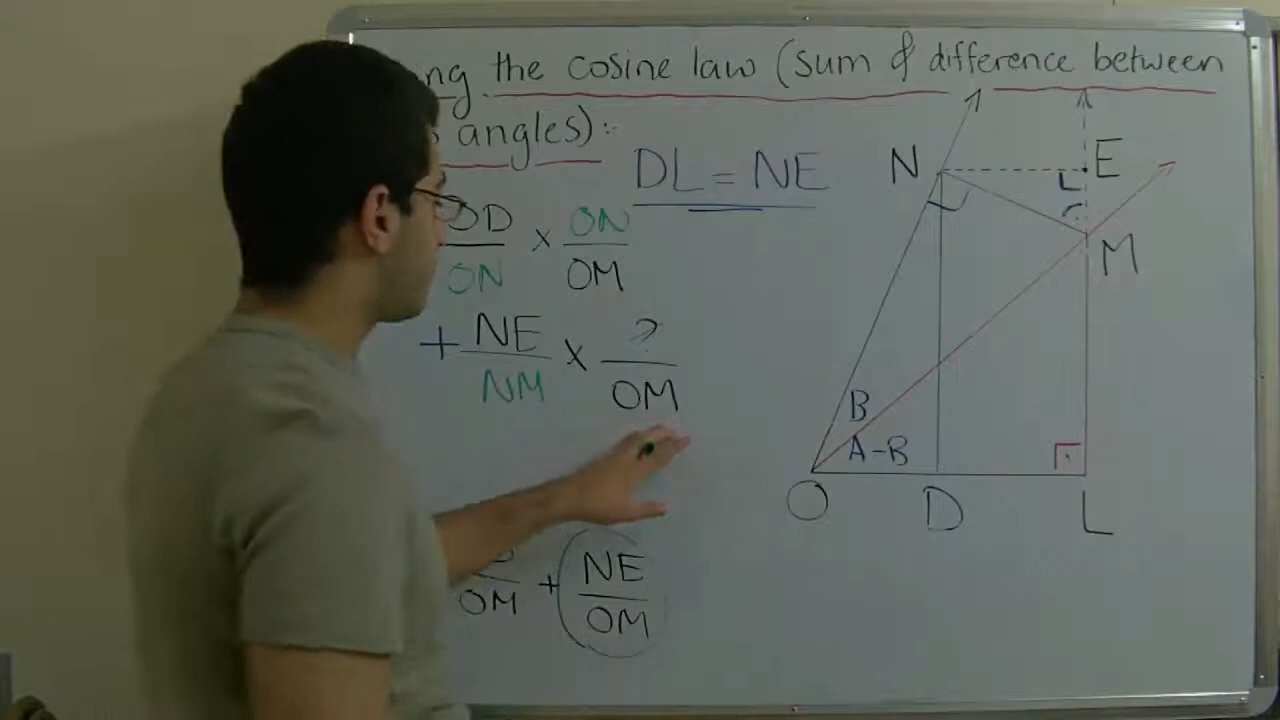 the cosine law (sum & difference between
angles):
DL = NE
OD × ON
ON OM
+ NE × ?
NM OM
OM + NE
OM
N
E
M
B
A-B
O D L